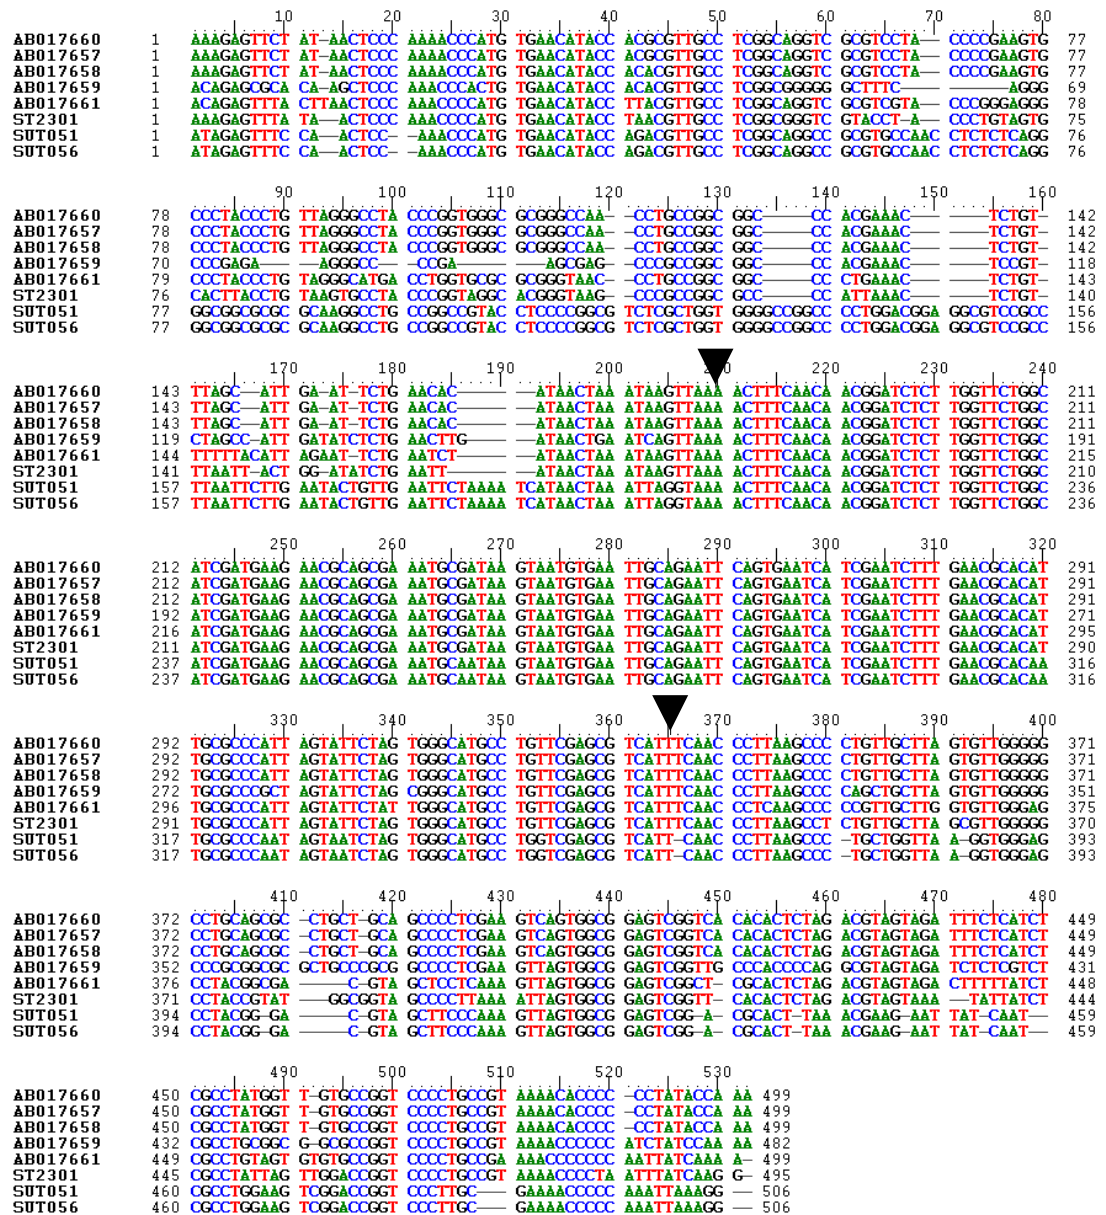 10 20 30 40 50 60 70 80
AB017660 1 AAAGAGTTCT AT-AACTCCC AAAACCCATG TGAACATACC ACGCGTTGCC TCGGCAGGTC GCGTCCTA-- CCCCGAAGTG 77
AB017657 1 AAAGAGTTCT AT-AACTCCC AAAACCCATG TGAACATACC ACGCGTTGCC TCGGCAGGTC GCGTCCTA-- CCCCGAAGTG 77
AB017658 1 AAAGAGTTCT AT-AACTCCC AAAACCCATG TGAACATACC ACACGTTGCC TCGGCAGGTC GCGTCCTA-- CCCCGAAGTG 77
AB017659 1 ACAGAGCGCA CA-AGCTCCC AAACCCACTG TGAACATACC ACACGTTGCC TCGGCGGGGG GCTTTC---- ------AGGG 69
AB017661 1 ACAGAGTTTA CTTAACTCCC AAACCCCATG TGAACATACC TTACGTTGCC TCGGCAGGTC GCGTCGTA-- CCCGGGAGGG 78
ST2301 1 AAAGAGTTTA TA--ACTCCC AAACCCCATG TGAACATACC TAACGTTGCC TCGGCGGGTC GTACCT-A-- CCCTGTAGTG 75
SUT051 1 ATAGAGTTTC CA--ACTCC- -AAACCCATG TGAACATACC AGACGTTGCC TCGGCAGGCC GCGTGCCAAC CTCTCTCAGG 76
SUT056 1 ATAGAGTTTC CA--ACTCC- -AAACCCATG TGAACATACC AGACGTTGCC TCGGCAGGCC GCGTGCCAAC CTCTCTCAGG 76
90 100 110 120 130 140 150 160
AB017660 78 CCCTACCCTG TTAGGGCCTA CCCGGTGGGC GCGGGCCAA- -CCTGCCGGC GGC-----CC ACGAAAC--- ----TCTGT- 142
AB017657 78 CCCTACCCTG TTAGGGCCTA CCCGGTGGGC GCGGGCCAA- -CCTGCCGGC GGC-----CC ACGAAAC--- ----TCTGT- 142
AB017658 78 CCCTACCCTG TTAGGGCCTA CCCGGTGGGC GCGGGCCAA- -CCTGCCGGC GGC-----CC ACGAAAC--- ----TCTGT- 142
AB017659 70 CCCGAGA--- ----AGGGCC --CCGA---- ----AGCGAG -CCCGCCGGC GGC-----CC ACGAAAC--- ----TCCGT- 118
AB017661 79 CCCTACCCTG TAGGGCATGA CCTGGTGCGC GCGGGTAAC- -CCTGCCGGC GGC-----CC CTGAAAC--- ----TCTGT- 143
ST2301 76 CACTTACCTG TAAGTGCCTA CCCGGTAGGC ACGGGTAAG- -CCCGCCGGC GCC-----CC ATTAAAC--- ----TCTGT- 140
SUT051 77 GGCGGCGCGC GCAAGGCCTG CCGGCCGTAC CTCCCCGGCG TCTCGCTGGT GGGGCCGGCC CCTGGACGGA GGCGTCCGCC 156
SUT056 77 GGCGGCGCGC GCAAGGCCTG CCGGCCGTAC CTCCCCGGCG TCTCGCTGGT GGGGCCGGCC CCTGGACGGA GGCGTCCGCC 156
170 180 190 200 210 220 230 240
AB017660 143 TTAGC--ATT GA-AT-TCTG AACAC----- --ATAACTAA ATAAGTTAAA ACTTTCAACA ACGGATCTCT TGGTTCTGGC 211
AB017657 143 TTAGC--ATT GA-AT-TCTG AACAC----- --ATAACTAA ATAAGTTAAA ACTTTCAACA ACGGATCTCT TGGTTCTGGC 211
AB017658 143 TTAGC--ATT GA-AT-TCTG AACAC----- --ATAACTAA ATAAGTTAAA ACTTTCAACA ACGGATCTCT TGGTTCTGGC 211
AB017659 119 CTAGCC-ATT GATATCTCTG AACTTG---- --ATAACTGA ATCAGTTAAA ACTTTCAACA ACGGATCTCT TGGTTCTGGC 191
AB017661 144 TTTTTACATT AGAAT-TCTG AATCT----- --ATAACTAA ATAAGTTAAA ACTTTCAACA ACGGATCTCT TGGTTCTGGC 215
ST2301 141 TTAATT-ACT GG-ATATCTG AATT------ --ATAACTAA ATAAGTTAAA ACTTTCAACA ACGGATCTCT TGGTTCTGGC 210
SUT051 157 TTAATTCTTG AATACTGTTG AATTCTAAAA TCATAACTAA ATTAGGTAAA ACTTTCAACA ACGGATCTCT TGGTTCTGGC 236
SUT056 157 TTAATTCTTG AATACTGTTG AATTCTAAAA TCATAACTAA ATTAGGTAAA ACTTTCAACA ACGGATCTCT TGGTTCTGGC 236
250 260 270 280 290 300 310 320
AB017660 212 ATCGATGAAG AACGCAGCGA AATGCGATAA GTAATGTGAA TTGCAGAATT CAGTGAATCA TCGAATCTTT GAACGCACAT 291
AB017657 212 ATCGATGAAG AACGCAGCGA AATGCGATAA GTAATGTGAA TTGCAGAATT CAGTGAATCA TCGAATCTTT GAACGCACAT 291
AB017658 212 ATCGATGAAG AACGCAGCGA AATGCGATAA GTAATGTGAA TTGCAGAATT CAGTGAATCA TCGAATCTTT GAACGCACAT 291
AB017659 192 ATCGATGAAG AACGCAGCGA AATGCGATAA GTAATGTGAA TTGCAGAATT CAGTGAATCA TCGAATCTTT GAACGCACAT 271
AB017661 216 ATCGATGAAG AACGCAGCGA AATGCGATAA GTAATGTGAA TTGCAGAATT CAGTGAATCA TCGAATCTTT GAACGCACAT 295
ST2301 211 ATCGATGAAG AACGCAGCGA AATGCGATAA GTAATGTGAA TTGCAGAATT CAGTGAATCA TCGAATCTTT GAACGCACAT 290
SUT051 237 ATCGATGAAG AACGCAGCGA AATGCAATAA GTAATGTGAA TTGCAGAATT CAGTGAATCA TCGAATCTTT GAACGCACAA 316
SUT056 237 ATCGATGAAG AACGCAGCGA AATGCAATAA GTAATGTGAA TTGCAGAATT CAGTGAATCA TCGAATCTTT GAACGCACAA 316
330 340 350 360 370 380 390 400
AB017660 292 TGCGCCCATT AGTATTCTAG TGGGCATGCC TGTTCGAGCG TCATTTCAAC CCTTAAGCCC CTGTTGCTTA GTGTTGGGGG 371
AB017657 292 TGCGCCCATT AGTATTCTAG TGGGCATGCC TGTTCGAGCG TCATTTCAAC CCTTAAGCCC CTGTTGCTTA GTGTTGGGGG 371
AB017658 292 TGCGCCCATT AGTATTCTAG TGGGCATGCC TGTTCGAGCG TCATTTCAAC CCTTAAGCCC CTGTTGCTTA GTGTTGGGGG 371
AB017659 272 TGCGCCCGCT AGTATTCTAG CGGGCATGCC TGTTCGAGCG TCATTTCAAC CCTTAAGCCC CAGCTGCTTA GTGTTGGGGG 351
AB017661 296 TGCGCCCATT AGTATTCTAT TGGGCATGCC TGTTCGAGCG TCATTTCAAC CCTCAAGCCC CCGTTGCTTG GTGTTGGGAG 375
ST2301 291 TGCGCCCATT AGTATTCTAG TGGGCATGCC TGTTCGAGCG TCATTTCAAC CCTTAAGCCT CTGTTGCTTA GCGTTGGGGG 370
SUT051 317 TGCGCCCAAT AGTAATCTAG TGGGCATGCC TGGTCGAGCG TCATT-CAAC CCTTAAGCCC -TGCTGGTTA A-GGTGGGAG 393
SUT056 317 TGCGCCCAAT AGTAATCTAG TGGGCATGCC TGGTCGAGCG TCATT-CAAC CCTTAAGCCC -TGCTGGTTA A-GGTGGGAG 393
410 420 430 440 450 460 470 480
AB017660 372 CCTGCAGCGC -CTGCT-GCA GCCCCTCGAA GTCAGTGGCG GAGTCGGTCA CACACTCTAG ACGTAGTAGA TTTCTCATCT 449
AB017657 372 CCTGCAGCGC -CTGCT-GCA GCCCCTCGAA GTCAGTGGCG GAGTCGGTCA CACACTCTAG ACGTAGTAGA TTTCTCATCT 449
AB017658 372 CCTGCAGCGC -CTGCT-GCA GCCCCTCGAA GTCAGTGGCG GAGTCGGTCA CACACTCTAG ACGTAGTAGA TTTCTCATCT 449
AB017659 352 CCCGCGGCGC GCTGCCCGCG GCCCCTCGAA GTTAGTGGCG GAGTCGGTTG CCCACCCCAG GCGTAGTAGA TCTCTCGTCT 431
AB017661 376 CCTACGGCGA -----C-GTA GCTCCTCAAA GTTAGTGGCG GAGTCGGCT- CGCACTCTAG ACGTAGTAGA CTTTTTATCT 448
ST2301 371 CCTACCGTAT ---GGCGGTA GCCCCTTAAA ATTAGTGGCG GAGTCGGTT- CACACTCTAG ACGTAGTAAA --TATTATCT 444
SUT051 394 CCTACGG-GA -----C-GTA GCTTCCCAAA GTTAGTGGCG GAGTCGG-A- CGCACT-TAA ACGAAG-AAT TAT-CAAT-- 459
SUT056 394 CCTACGG-GA -----C-GTA GCTTCCCAAA GTTAGTGGCG GAGTCGG-A- CGCACT-TAA ACGAAG-AAT TAT-CAAT-- 459
490 500 510 520 530
AB017660 450 CGCCTATGGT T-GTGCCGGT CCCCTGCCGT AAAACACCCC -CCTATACCA AA 499
AB017657 450 CGCCTATGGT T-GTGCCGGT CCCCTGCCGT AAAACACCCC -CCTATACCA AA 499
AB017658 450 CGCCTATGGT T-GTGCCGGT CCCCTGCCGT AAAACACCCC -CCTATACCA AA 499
AB017659 432 CGCCTGCGGC G-GCGCCGGT CCCCTGCCGT AAAACCCCCC ATCTATCCAA AA 482
AB017661 449 CGCCTGTAGT GTGTGCCGGT CCCCTGCCGA AAACCCCCCC AATTATCAAA A- 499
ST2301 445 CGCCTATTAG TTGGACCGGT CCCCTGCCGT AAAACCCCTA ATTTATCAAG G- 495
SUT051 460 CGCCTGGAAG TCGGACCGGT CCCTTGC--- GAAAACCCCC AAATTAAAGG -- 506
SUT056 460 CGCCTGGAAG TCGGACCGGT CCCTTGC--- GAAAACCCCC AAATTAAAGG -- 506